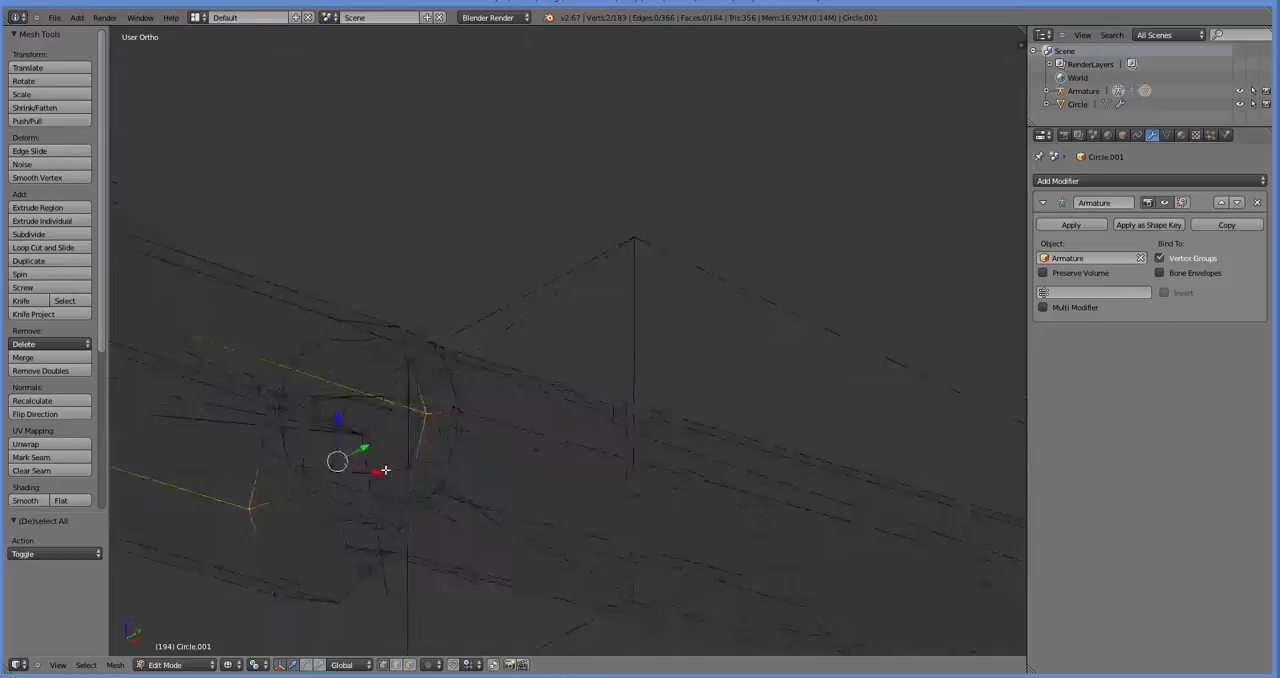 File Add Render Window Help Default Scene Blender Render v2.67 | Verts:2/183 | Edges:0/366 | Faces:0/184 | Tris:356 | Mem:16.92M (0.14M) | Circle.001
Mesh Tools
Transform:
Translate
Rotate
Scale
Shrink/Fatten
Push/Pull
Deform:
Edge Slide
Noise
Smooth Vertex
Add:
Extrude Region
Extrude Individual
Subdivide
Loop Cut and Slide
Duplicate
Spin
Screw
Knife Select
Knife Project
Remove:
Delete
Merge
Remove Doubles
Normals:
Recalculate
Flip Direction
UV Mapping:
Unwrap
Mark Seam
Clear Seam
Shading:
Smooth Flat
(De)select All
Action
Toggle
User Ortho
(194) Circle.001
View Select Mesh Edit Mode Global
View Search All Scenes
Scene
RenderLayers
World
Armature
Circle
Circle.001
Add Modifier
Armature
Apply Apply as Shape Key Copy
Object: Bind To:
Armature Vertex Groups
Preserve Volume Bone Envelopes
Invert
Multi Modifier